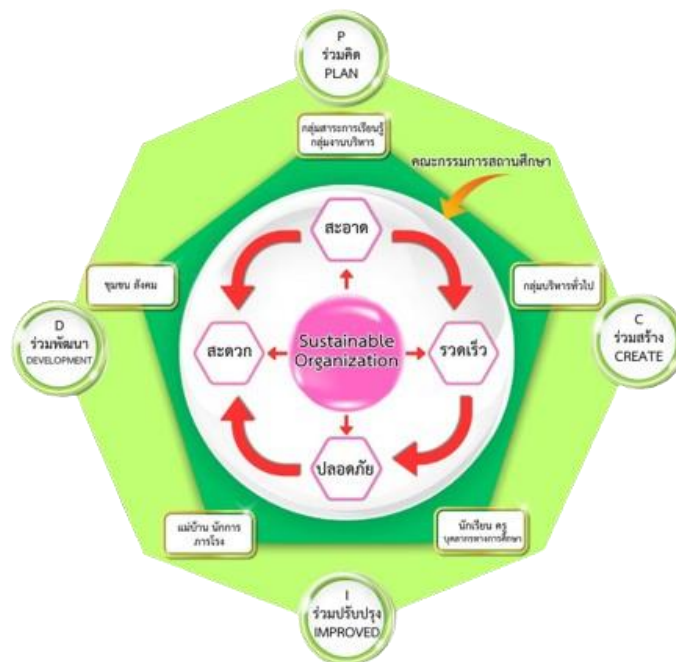 P
ร่วมคิด
PLAN
กลุ่มสาระการเรียนรู้
กลุ่มงานบริหาร
คณะกรรมการสถานศึกษา
สะอาด
ชุมชน สังคม
กลุ่มบริหารทั่วไป
D
ร่วมพัฒนา
DEVELOPMENT
สะดวก
Sustainable
Organization
รวดเร็ว
C
ร่วมสร้าง
CREATE
ปลอดภัย
แม่บ้าน นักการ
ภารโรง
นักเรียน ครู
บุคลากรทางการศึกษา
I
ร่วมปรับปรุง
IMPROVED